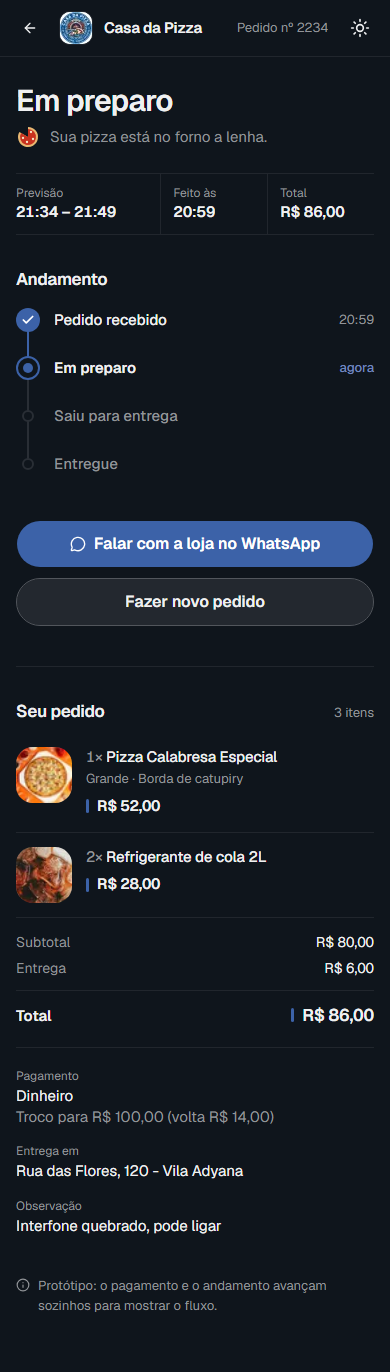 Casa da Pizza
Pedido nº 2234
Em preparo
Sua pizza está no forno a lenha.
Previsão
21:34 – 21:49
Feito às
20:59
Total
R$ 86,00
Andamento
Pedido recebido
20:59
Em preparo
agora
Saiu para entrega
Entregue
Falar com a loja no WhatsApp
Fazer novo pedido
Seu pedido
3 itens
1× Pizza Calabresa Especial
Grande · Borda de catupiry
R$ 52,00
2× Refrigerante de cola 2L
R$ 28,00
Subtotal
R$ 80,00
Entrega
R$ 6,00
Total
R$ 86,00
Pagamento
Dinheiro
Troco para R$ 100,00 (volta R$ 14,00)
Entrega em
Rua das Flores, 120 - Vila Adyana
Observação
Interfone quebrado, pode ligar
Protótipo: o pagamento e o andamento avançam
sozinhos para mostrar o fluxo.